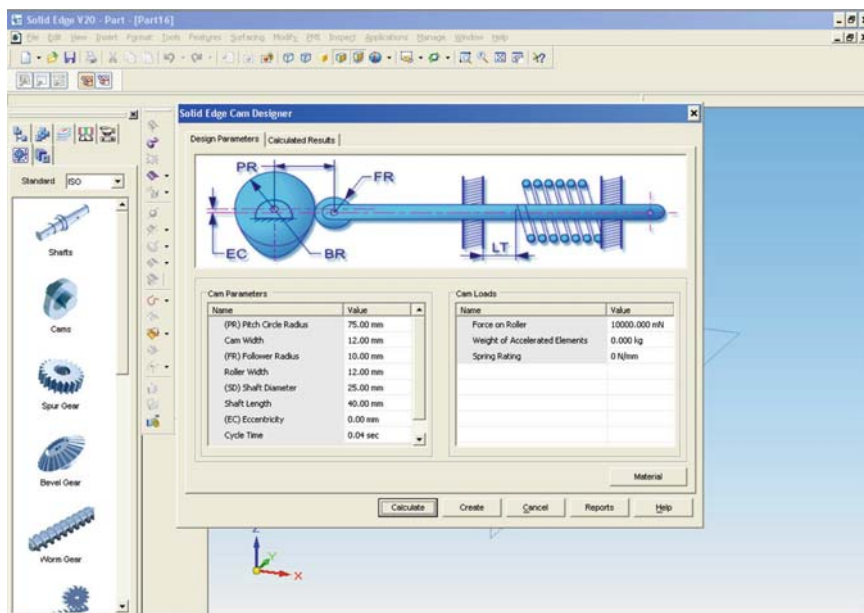 Solid Edge V20 - Part - [Part16]
File Edit View Insert Format Tools Features Surfacing Modify PMI Inspect Applications Manage Window Help
Solid Edge Cam Designer
Design Parameters Calculated Results
PR
FR
EC
BR
LT
Standard ISO
Shafts
Cams
Spur Gear
Bevel Gear
Worm Gear
Cam Parameters
Name Value
(PR) Pitch Circle Radius 75.00 mm
Cam Width 12.00 mm
(FR) Follower Radius 10.00 mm
Roller Width 12.00 mm
(SD) Shaft Diameter 25.00 mm
Shaft Length 40.00 mm
(EC) Eccentricity 0.00 mm
Cycle Time 0.04 sec
Cam Loads
Name Value
Force on Roller 10000.000 mN
Weight of Accelerated Elements 0.000 kg
Spring Rating 0 N/mm
Material
Calculate Create Cancel Reports Help
Z
Y
X